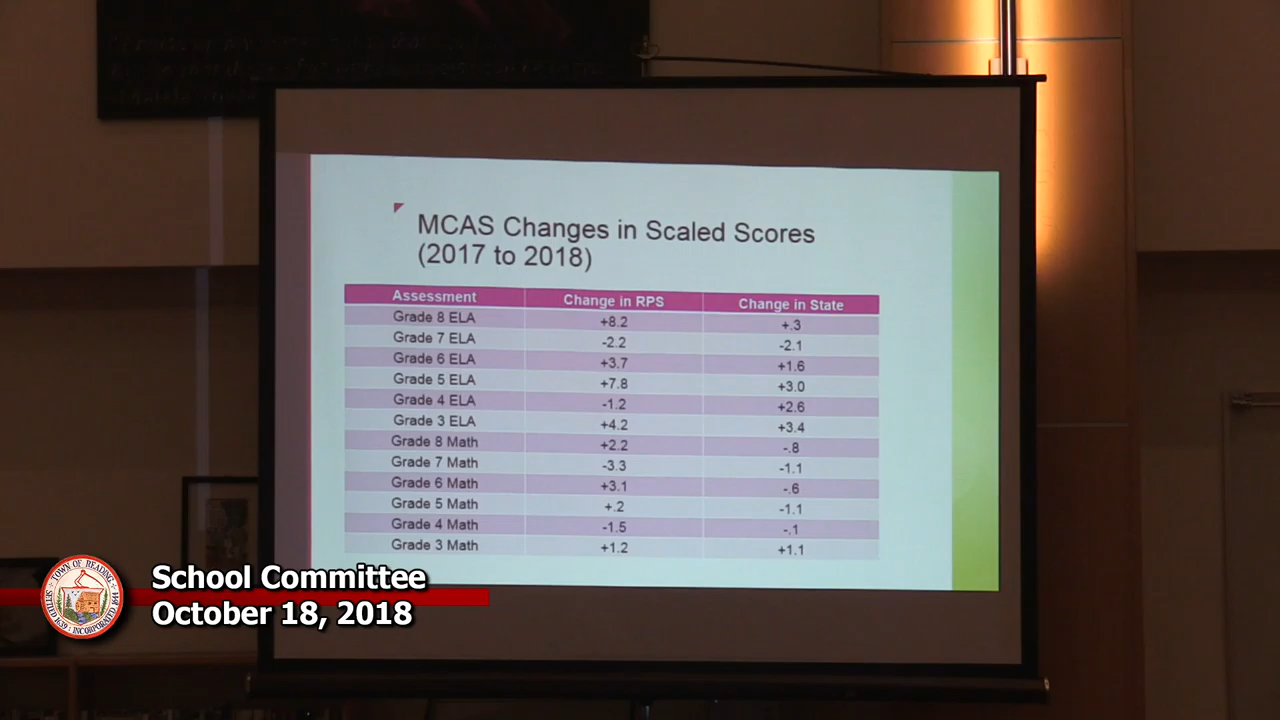 MCAS Changes in Scaled Scores
(2017 to 2018)
Assessment Change in RPS Change in State
Grade 8 ELA +8.2 +.3
Grade 7 ELA -2.2 -2.1
Grade 6 ELA +3.7 +1.6
Grade 5 ELA +7.8 +3.0
Grade 4 ELA -1.2 +2.6
Grade 3 ELA +4.2 +3.4
Grade 8 Math +2.2 -.8
Grade 7 Math -3.3 -1.1
Grade 6 Math +3.1 -.6
Grade 5 Math +.2 -1.1
Grade 4 Math -1.5 -.1
Grade 3 Math +1.2 +1.1
TOWN OF READING
INCORPORATED
School Committee
October 18, 2018